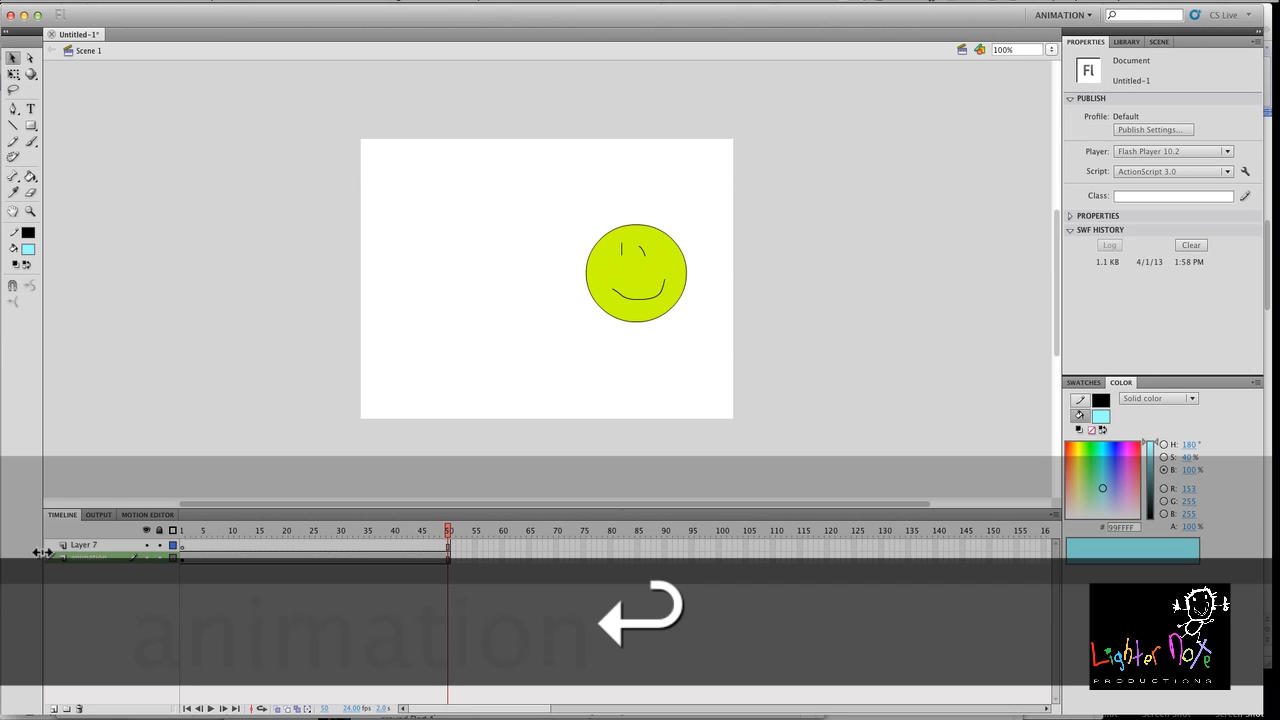 Fl
ANIMATION
CS Live
Untitled-1*
Scene 1
100%
PROPERTIES LIBRARY SCENE
Fl
Document
Untitled-1
PUBLISH
Profile: Default
Publish Settings...
Player: Flash Player 10.2
Script: ActionScript 3.0
Class:
PROPERTIES
SWF HISTORY
Log Clear
1.1 KB 4/1/13 1:58 PM
SWATCHES COLOR
Solid color
H: 180 °
S: 40 %
B: 100 %
R: 153
G: 255
B: 255
# 99FFFF
A: 100 %
TIMELINE OUTPUT MOTION EDITOR
1 5 10 15 20 25 30 35 40 45 50 55 60 65 70 75 80 85 90 95 100 105 110 115 120 125 130 135 140 145 150 155 16
Layer 7
animation
animation
Lighter Note
PRODUCTIONS
50 24.00 fps 2.0 s